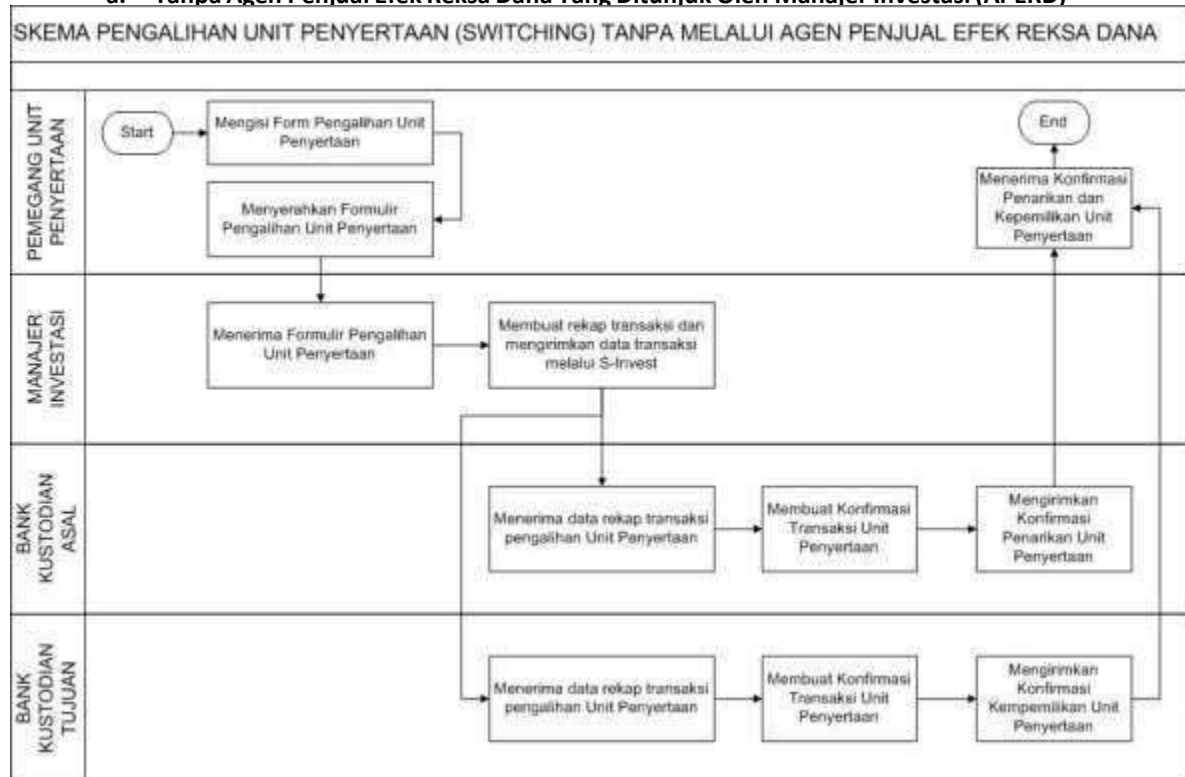 a. Tanpa Agen Penjual Efek Reksa Dana Yang Ditunjuk Oleh Manajer Investasi (APERD)
SKEMA PENGALIHAN UNIT PENYERTAAN (SWITCHING) TANPA MELALUI AGEN PENJUAL EFEK REKSA DANA
PEMEGANG UNIT
PENYERTAAN
Start
Mengisi Form Pengalihan Unit
Penyertaan
Menyerahkan Formulir
Pengalihan Unit Penyertaan
End
Menerima Konfirmasi
Penarikan dan
Kepemilikan Unit
Penyertaan
MANAJER
INVESTASI
Menerima Formulir Pengalihan
Unit Penyertaan
Membuat rekap transaksi dan
mengirimkan data transaksi
melalui S-Invest
BANK
KUSTODIAN
ASAL
Menerima data rekap transaksi
pengalihan Unit Penyertaan
Membuat Konfirmasi
Transaksi Unit
Penyertaan
Mengirimkan
Konfirmasi
Penarikan Unit
Penyertaan
BANK
KUSTODIAN
TUJUAN
Menerima data rekap transaksi
pengalihan Unit Penyertaan
Membuat Konfirmasi
Transaksi Unit
Penyertaan
Mengirimkan
Konfirmasi
Kempemilikan Unit
Penyertaan